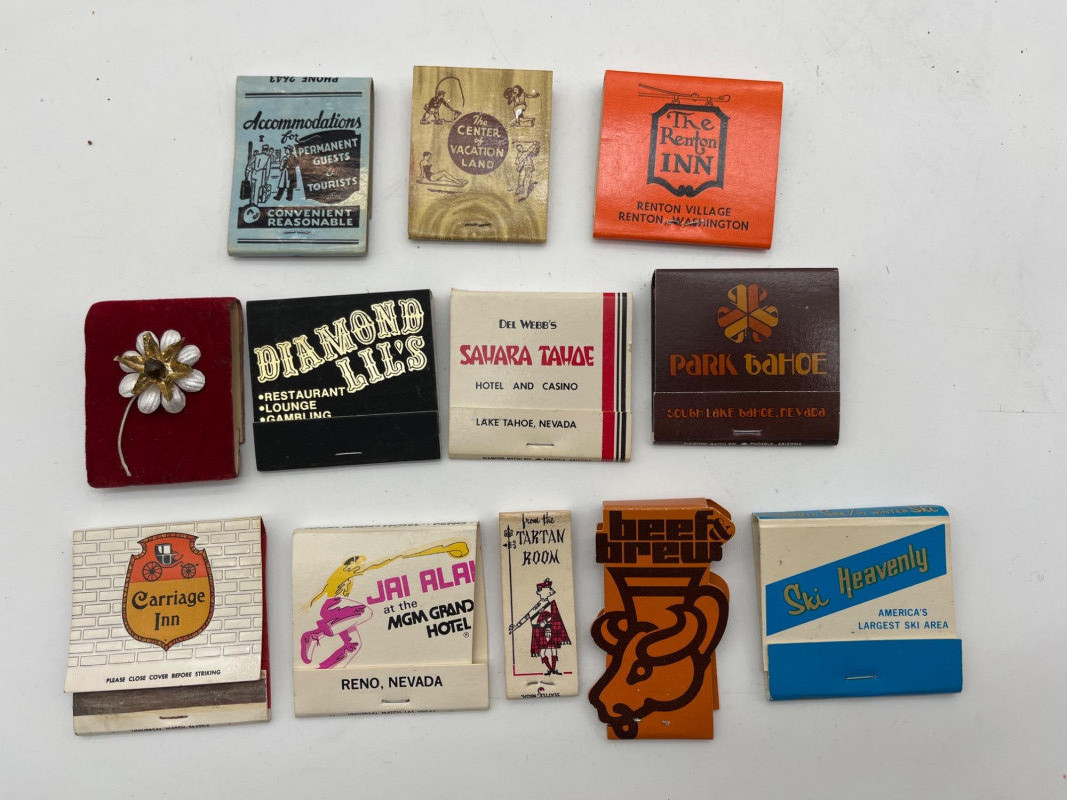 PHONE 2643
Accommodations
for
PERMANENT
GUESTS
&
TOURISTS
CONVENIENT
REASONABLE
The
CENTER
of
VACATION
LAND
The
Renton
INN
RENTON VILLAGE
RENTON, WASHINGTON
DIAMOND
LIL'S
•RESTAURANT
•LOUNGE
•GAMBLING
DEL WEBB'S
SAHARA TAHOE
HOTEL AND CASINO
LAKE TAHOE, NEVADA
PARK TAHOE
SOUTH LAKE TAHOE, NEVADA
Carriage
Inn
PLEASE CLOSE COVER BEFORE STRIKING
JAI ALAI
at the
MGM GRAND
HOTEL
®
RENO, NEVADA
from the
TARTAN
ROOM
beef&
brew
Ski Heavenly
AMERICA'S
LARGEST SKI AREA